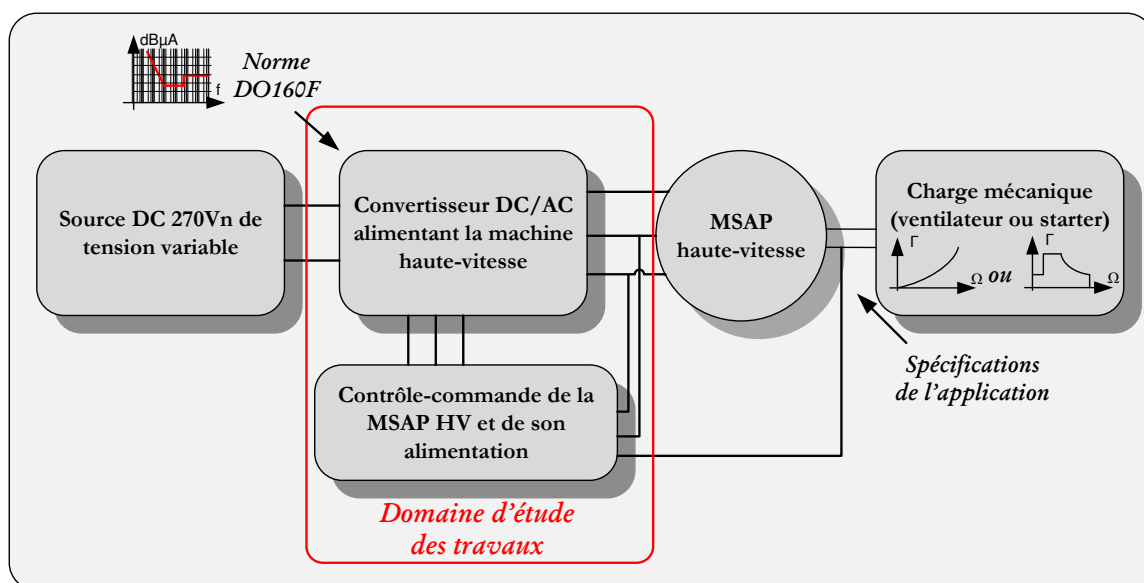 dBµA
f
Norme
DO160F
Source DC 270Vn de
tension variable
Convertisseur DC/AC
alimentant la machine
haute-vitesse
MSAP
haute-vitesse
Charge mécanique
(ventilateur ou starter)
Γ
Ω
ou
Γ
Ω
Spécifications
de l'application
Contrôle-commande de la
MSAP HV et de son
alimentation
Domaine d'étude
des travaux